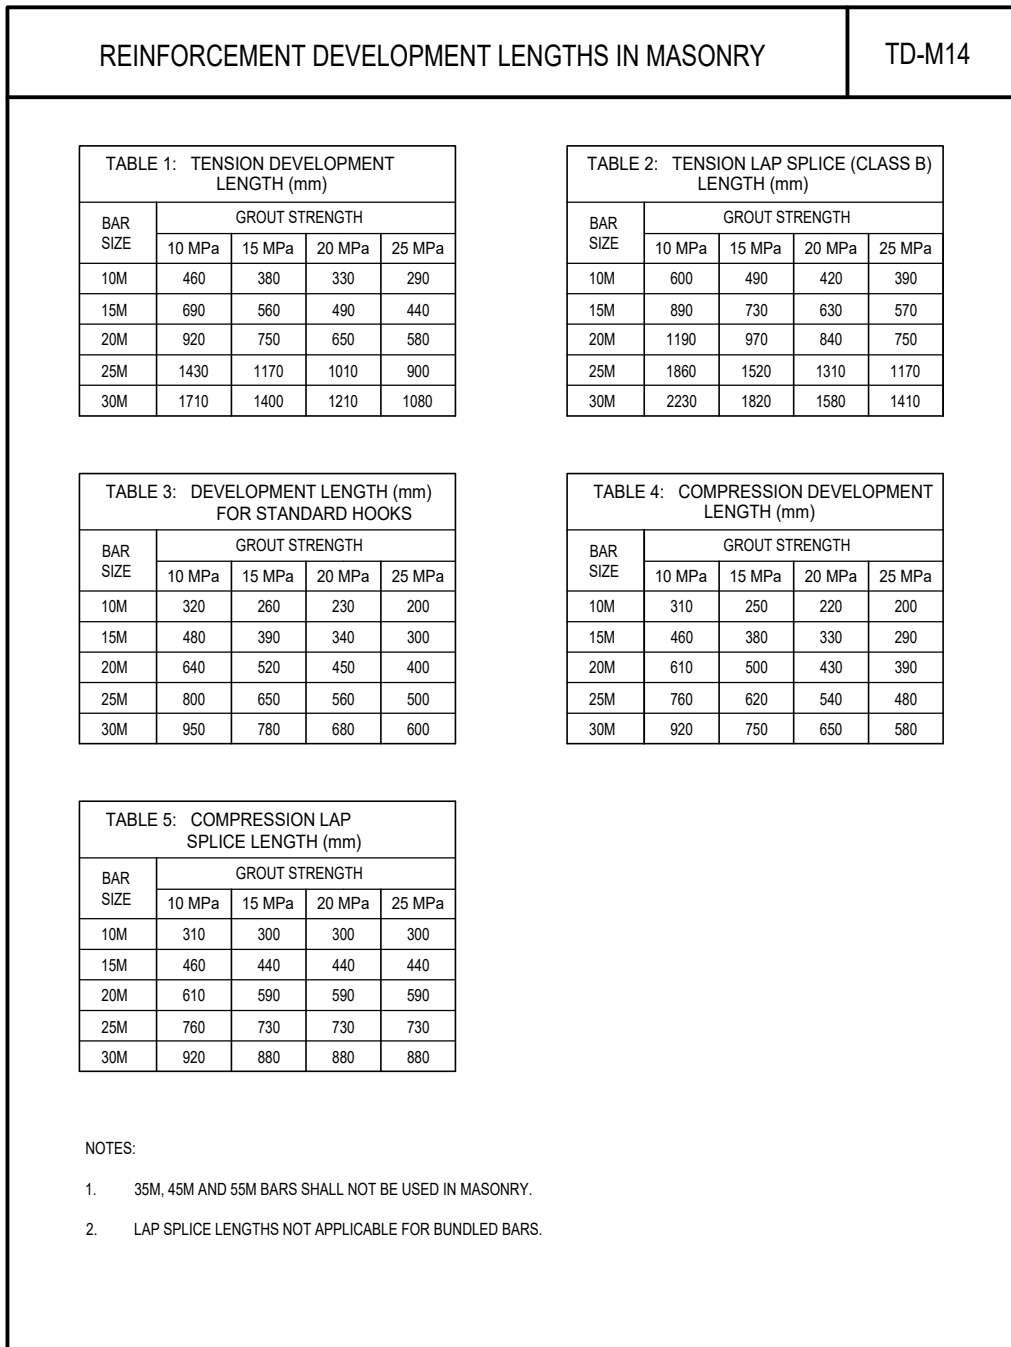 REINFORCEMENT DEVELOPMENT LENGTHS IN MASONRY
TD-M14
TABLE 1: TENSION DEVELOPMENT
LENGTH (mm)
BAR
SIZE
GROUT STRENGTH
10 MPa 15 MPa 20 MPa 25 MPa
10M 460 380 330 290
15M 690 560 490 440
20M 920 750 650 580
25M 1430 1170 1010 900
30M 1710 1400 1210 1080
TABLE 2: TENSION LAP SPLICE (CLASS B)
LENGTH (mm)
BAR
SIZE
GROUT STRENGTH
10 MPa 15 MPa 20 MPa 25 MPa
10M 600 490 420 390
15M 890 730 630 570
20M 1190 970 840 750
25M 1860 1520 1310 1170
30M 2230 1820 1580 1410
TABLE 3: DEVELOPMENT LENGTH (mm)
FOR STANDARD HOOKS
BAR
SIZE
GROUT STRENGTH
10 MPa 15 MPa 20 MPa 25 MPa
10M 320 260 230 200
15M 480 390 340 300
20M 640 520 450 400
25M 800 650 560 500
30M 950 780 680 600
TABLE 4: COMPRESSION DEVELOPMENT
LENGTH (mm)
BAR
SIZE
GROUT STRENGTH
10 MPa 15 MPa 20 MPa 25 MPa
10M 310 250 220 200
15M 460 380 330 290
20M 610 500 430 390
25M 760 620 540 480
30M 920 750 650 580
TABLE 5: COMPRESSION LAP
SPLICE LENGTH (mm)
BAR
SIZE
GROUT STRENGTH
10 MPa 15 MPa 20 MPa 25 MPa
10M 310 300 300 300
15M 460 440 440 440
20M 610 590 590 590
25M 760 730 730 730
30M 920 880 880 880
NOTES:
1. 35M, 45M AND 55M BARS SHALL NOT BE USED IN MASONRY.
2. LAP SPLICE LENGTHS NOT APPLICABLE FOR BUNDLED BARS.